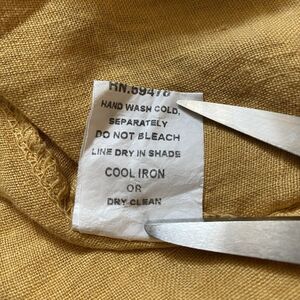 RN.69478
HAND WASH COLD,
SEPARATELY
DO NOT BLEACH
LINE DRY IN SHADE
COOL IRON
OR
DRY CLEAN